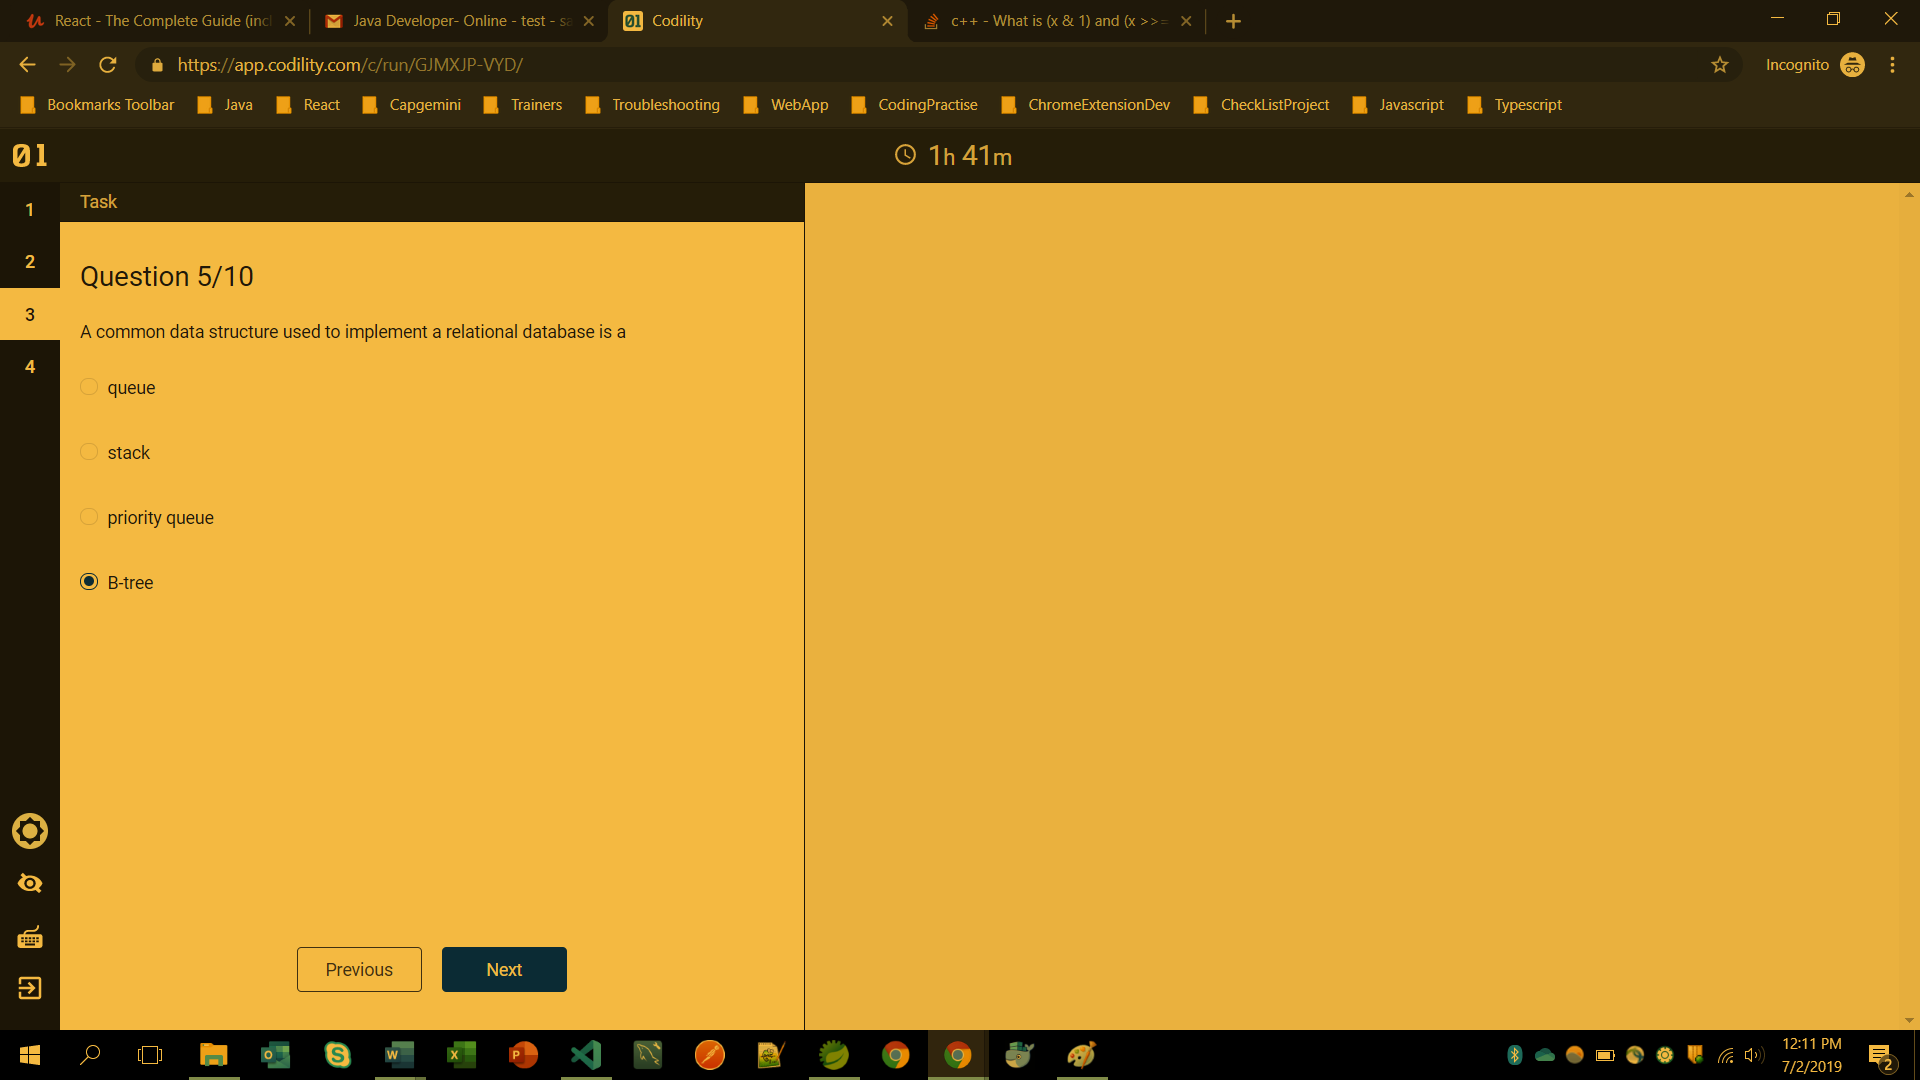 React - The Complete Guide (incl
Java Developer- Online - test - sa
Codility
c++ - What is (x & 1) and (x >>=
https://app.codility.com/c/run/GJMXJP-VYD/
Incognito
Bookmarks Toolbar
Java
React
Capgemini
Trainers
Troubleshooting
WebApp
CodingPractise
ChromeExtensionDev
CheckListProject
Javascript
Typescript
01
1h 41m
1
2
3
4
Task
Question 5/10
A common data structure used to implement a relational database is a
queue
stack
priority queue
B-tree
Previous
Next
12:11 PM
7/2/2019
2